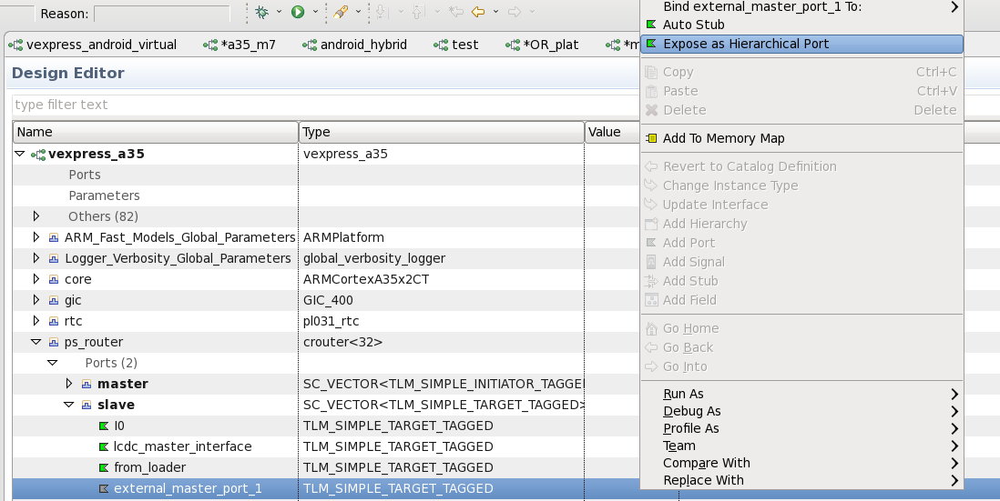 Reason:
Bind external_master_port_1 To:
Auto Stub
vexpress_android_virtual *a35_m7 android_hybrid test *OR_plat
Expose as Hierarchical Port
Design Editor
Copy Ctrl+C
Paste Ctrl+V
type filter text
Delete Delete
Name Type Value
Add To Memory Map
vexpress_a35 vexpress_a35
Revert to Catalog Definition
Ports
Change Instance Type
Parameters
Update Interface
Others (82)
Add Hierarchy
ARM_Fast_Models_Global_Parameters ARMPlatform
Add Port
Logger_Verbosity_Global_Parameters global_verbosity_logger
Add Signal
core ARMCortexA35x2CT
Add Stub
gic GIC_400
Add Field
rtc pl031_rtc
Go Home
ps_router crouter<32>
Go Back
Ports (2)
Go Into
master SC_VECTOR<TLM_SIMPLE_INITIATOR_TAGGE
Run As
slave SC_VECTOR<TLM_SIMPLE_TARGET_TAGGED>
Debug As
I0 TLM_SIMPLE_TARGET_TAGGED
Profile As
lcdc_master_interface TLM_SIMPLE_TARGET_TAGGED
Team
from_loader TLM_SIMPLE_TARGET_TAGGED
Compare With
external_master_port_1 TLM_SIMPLE_TARGET_TAGGED
Replace With